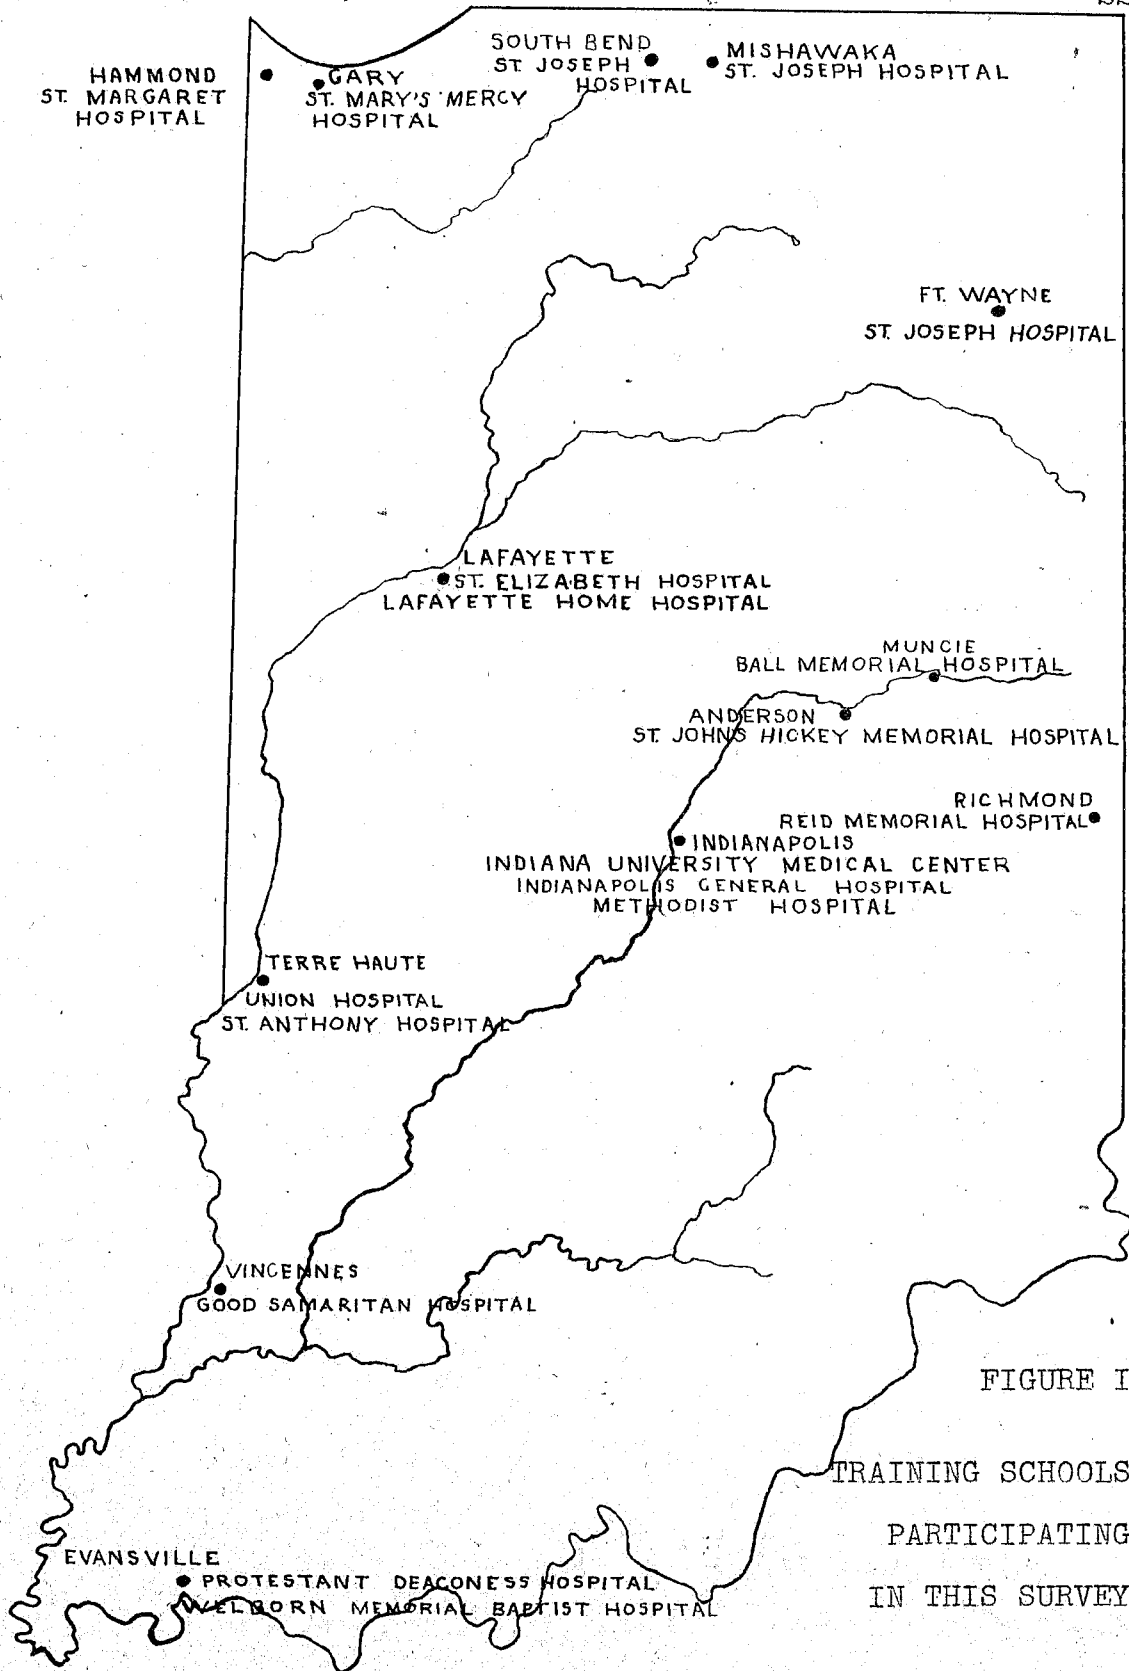 HAMMOND
ST. MARGARET
HOSPITAL
GARY
ST. MARY'S MERCY
HOSPITAL
SOUTH BEND
ST. JOSEPH
HOSPITAL
MISHAWAKA
ST. JOSEPH HOSPITAL
FT. WAYNE
ST. JOSEPH HOSPITAL
LAFAYETTE
ST. ELIZABETH HOSPITAL
LAFAYETTE HOME HOSPITAL
MUNCIE
BALL MEMORIAL HOSPITAL
ANDERSON
ST. JOHNS HICKEY MEMORIAL HOSPITAL
RICHMOND
REID MEMORIAL HOSPITAL
INDIANAPOLIS
INDIANA UNIVERSITY MEDICAL CENTER
INDIANAPOLIS GENERAL HOSPITAL
METHODIST HOSPITAL
TERRE HAUTE
UNION HOSPITAL
ST. ANTHONY HOSPITAL
VINCENNES
GOOD SAMARITAN HOSPITAL
EVANSVILLE
PROTESTANT DEACONESS HOSPITAL
WELBORN MEMORIAL BAPTIST HOSPITAL
FIGURE I
TRAINING SCHOOLS
PARTICIPATING
IN THIS SURVEY